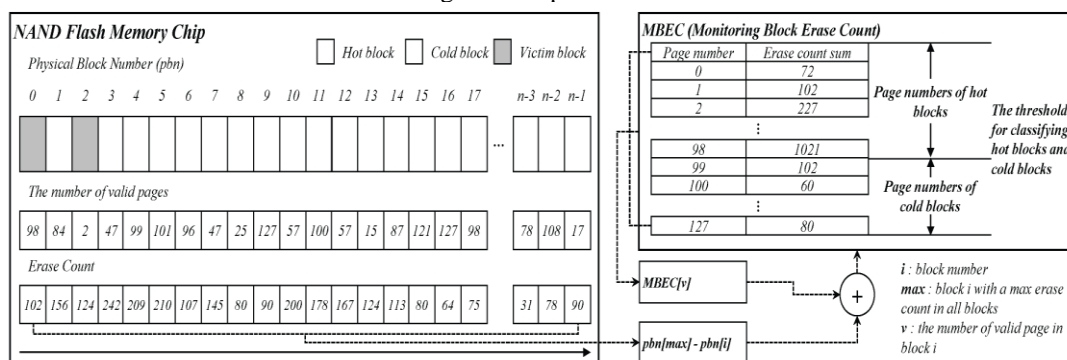 NAND Flash Memory Chip
Hot block Cold block Victim block
Physical Block Number (pbn)
0 1 2 3 4 5 6 7 8 9 10 11 12 13 14 15 16 17 n-3 n-2 n-1
...
The number of valid pages
98 84 2 47 99 101 96 47 25 127 57 100 57 15 87 121 127 98 78 108 17
Erase Count
102 156 124 242 209 210 107 145 80 90 200 178 167 124 113 80 64 75 31 78 90
MBEC (Monitoring Block Erase Count)
Page number Erase count sum
0 72
1 102
2 227
⋮ ⋮
98 1021
99 102
100 60
⋮ ⋮
127 80
Page numbers of hot
blocks
Page numbers of
cold blocks
The threshold
for classifying
hot blocks and
cold blocks
MBEC[v]
pbn[max] - pbn[i]
+
i : block number
max : block i with a max erase
count in all blocks
v : the number of valid page in
block i